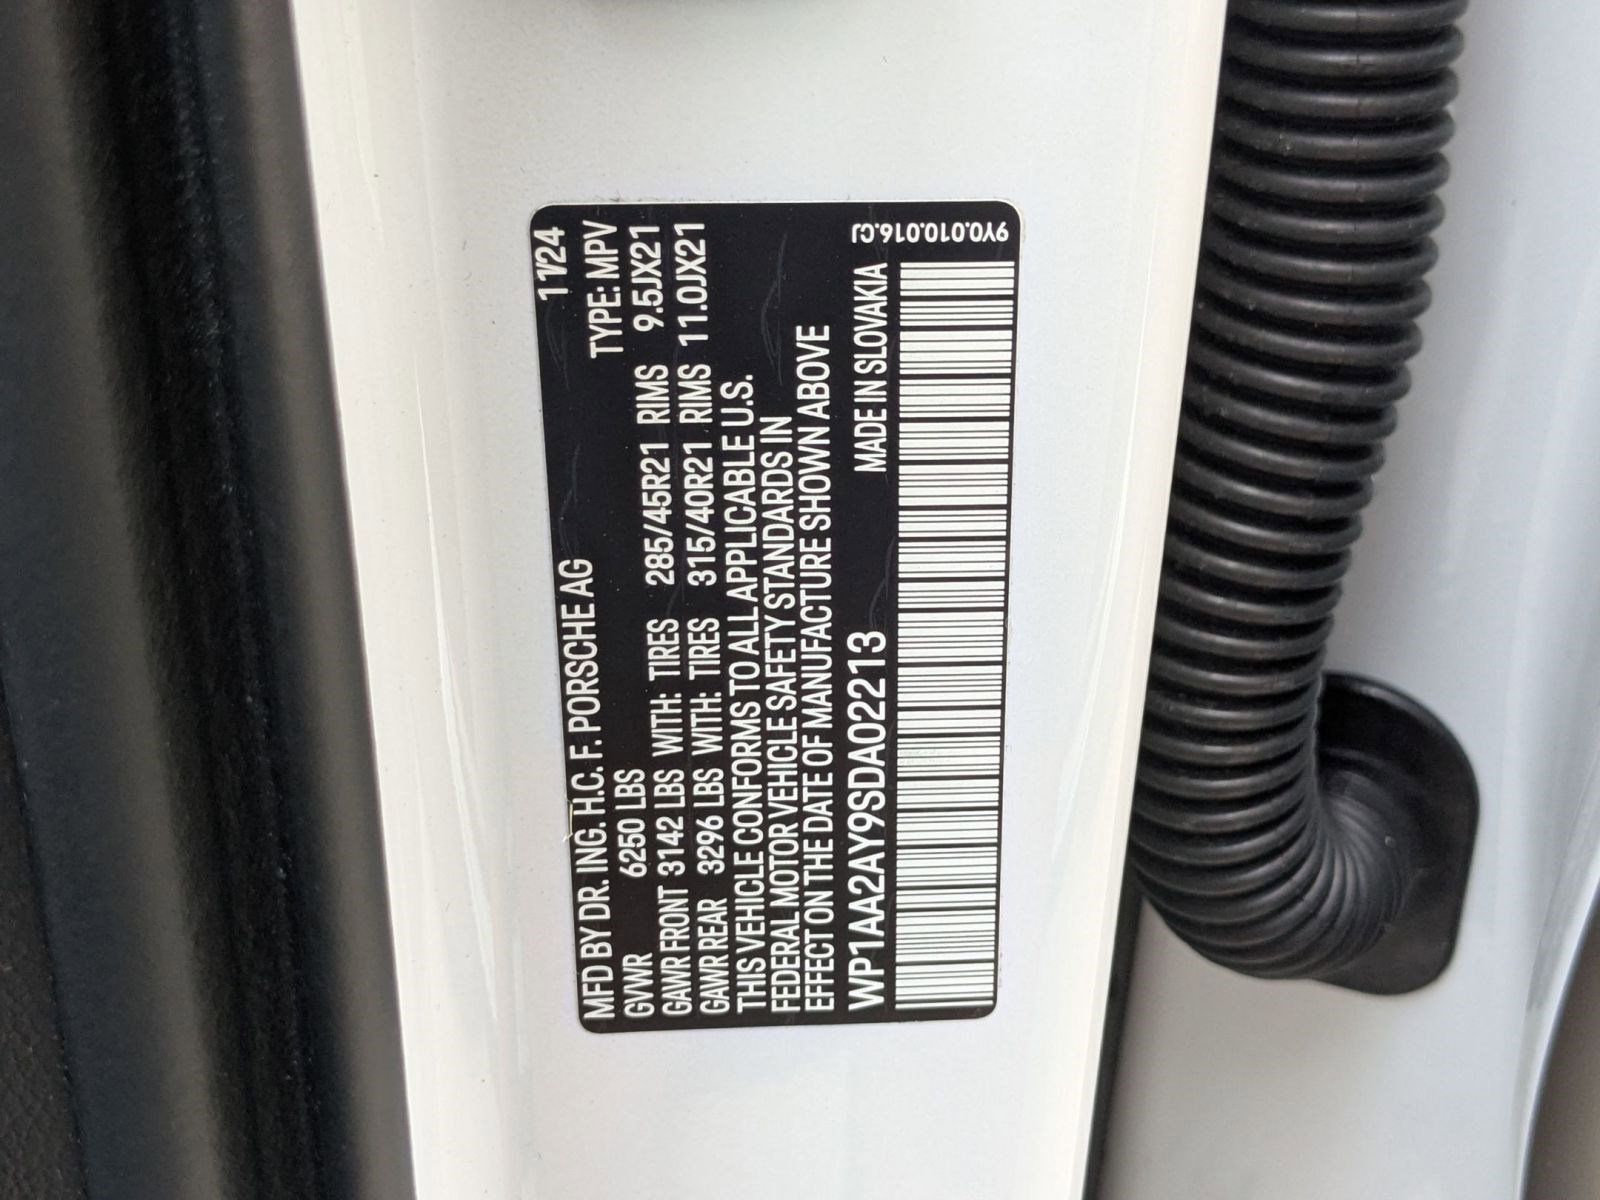 11/24
MFD BY DR. ING. H.C. F. PORSCHE AG
GVWR 6250 LBS TYPE: MPV
GAWR FRONT 3142 LBS WITH: TIRES 285/45R21 RIMS 9.5JX21
GAWR REAR 3296 LBS WITH: TIRES 315/40R21 RIMS 11.0JX21
THIS VEHICLE CONFORMS TO ALL APPLICABLE U.S.
FEDERAL MOTOR VEHICLE SAFETY STANDARDS IN
EFFECT ON THE DATE OF MANUFACTURE SHOWN ABOVE
WP1AA2AY9SDA02213 MADE IN SLOVAKIA
9Y0.010.016.CJ